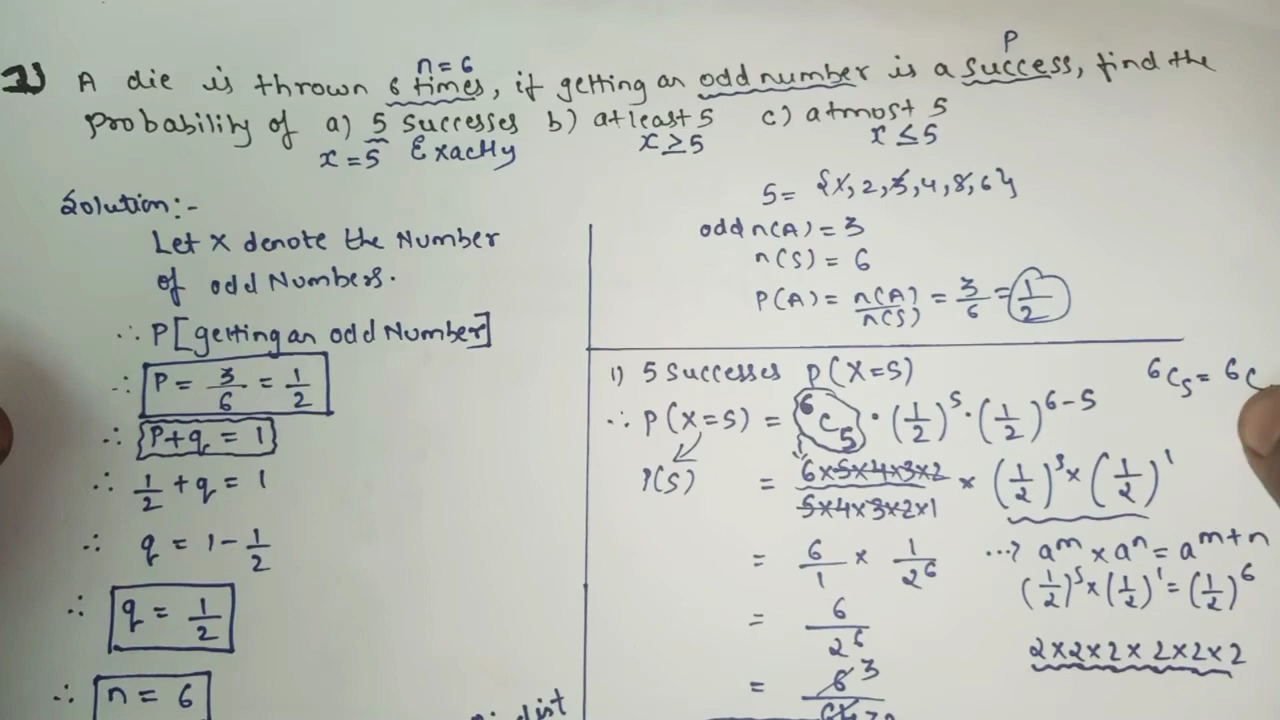 n = 6
P
2) A die is thrown 6 times, if getting an odd number is a success, find the
probability of a) 5 successes b) atleast 5 c) atmost 5
x = 5 Exactly x ≥ 5 x ≤ 5
Solution:-
Let X denote the Number
of odd Numbers.
∴ P[getting an odd Number]
∴ P = 3/6 = 1/2
∴ P+q = 1
∴ 1/2 + q = 1
∴ q = 1 - 1/2
∴ q = 1/2
∴ n = 6
S = {1, 2, 3, 4, 5, 6}
odd n(A) = 3
n(S) = 6
P(A) = n(A)/n(S) = 3/6 = 1/2
1) 5 Successes P(X=5)
⁶C₅ = ⁶C
∴ P(X=5) = ⁶C₅ · (1/2)⁵ · (1/2)⁶⁻⁵
P(5) = 6×5×4×3×2 / 5×4×3×2×1 × (1/2)⁵ × (1/2)¹
= 6/1 × 1/2⁶ ...? aᵐ × aⁿ = aᵐ⁺ⁿ
(1/2)⁵ × (1/2)¹ = (1/2)⁶
= 6/2⁶
2×2×2×2×2×2
= 6 3